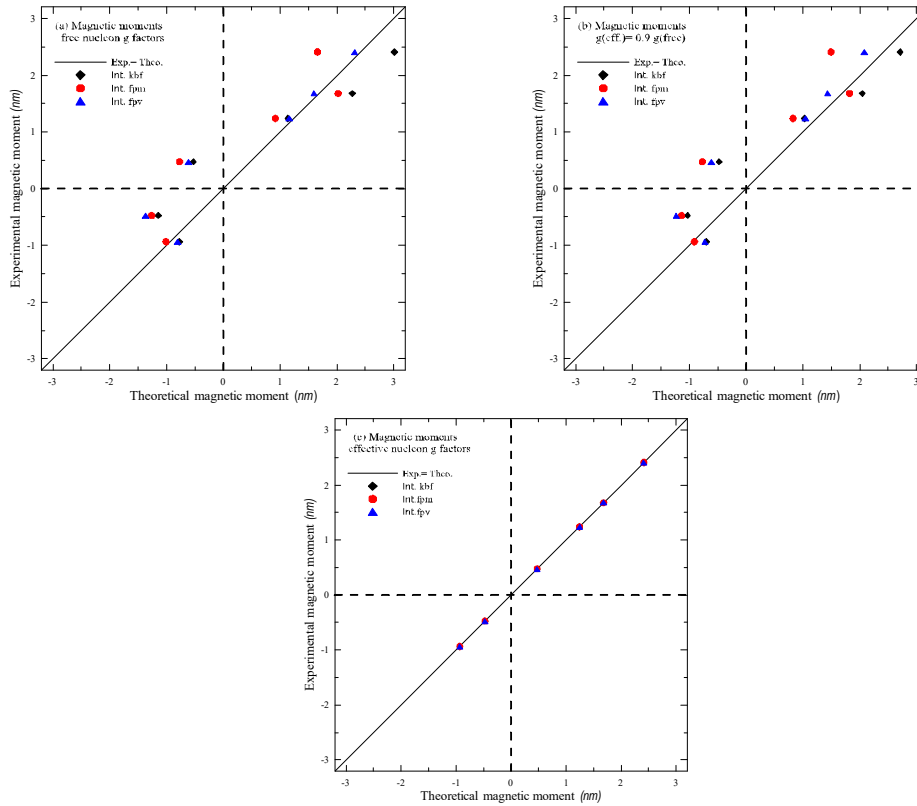 (a) Magnetic moments
free nucleon g factors
Exp.= Theo.
Int. kbf
Int. fpm
Int. fpv
Experimental magnetic moment (nm)
3
2
1
0
-1
-2
-3
-3 -2 -1 0 1 2 3
Theoretical magnetic moment (nm)
(b) Magnetic moments
g(eff.)= 0.9 g(free)
Exp.= Theo.
Int. kbf
Int. fpm
Int. fpv
Experimental magnetic moment (nm)
3
2
1
0
-1
-2
-3
-3 -2 -1 0 1 2 3
Theoretical magnetic moment (nm)
(c) Magnetic moments
effective nucleon g factors
Exp.= Theo.
Int. kbf
Int.fpm
Int.fpv
Experimental magnetic moment (nm)
3
2
1
0
-1
-2
-3
-3 -2 -1 0 1 2 3
Theoretical magnetic moment (nm)